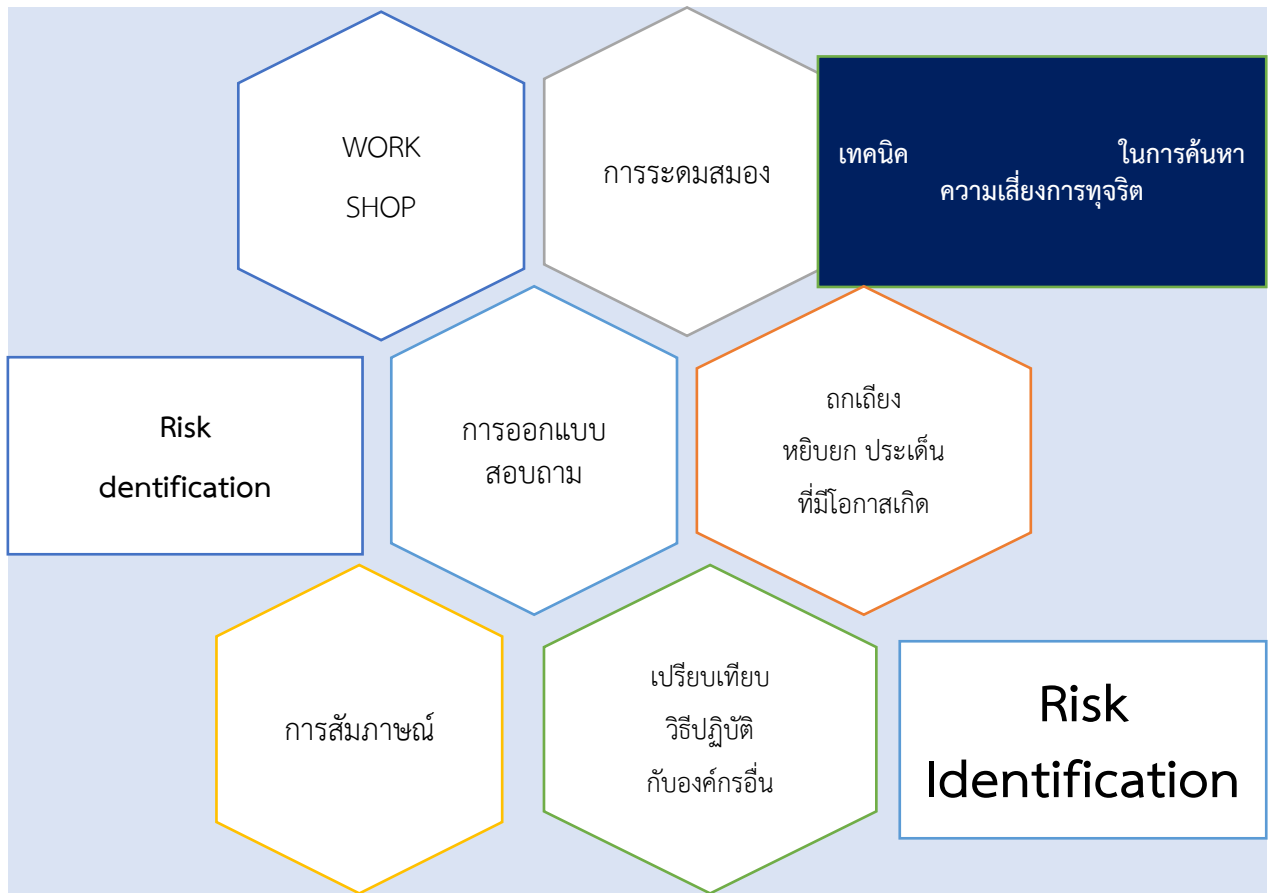 WORK
SHOP
การระดมสมอง
เทคนิค ในการค้นหา
ความเสี่ยงการทุจริต
Risk
dentification
การออกแบบ
สอบถาม
ถกเถียง
หยิบยก ประเด็น
ที่มีโอกาสเกิด
การสัมภาษณ์
เปรียบเทียบ
วิธีปฏิบัติ
กับองค์กรอื่น
Risk
Identification